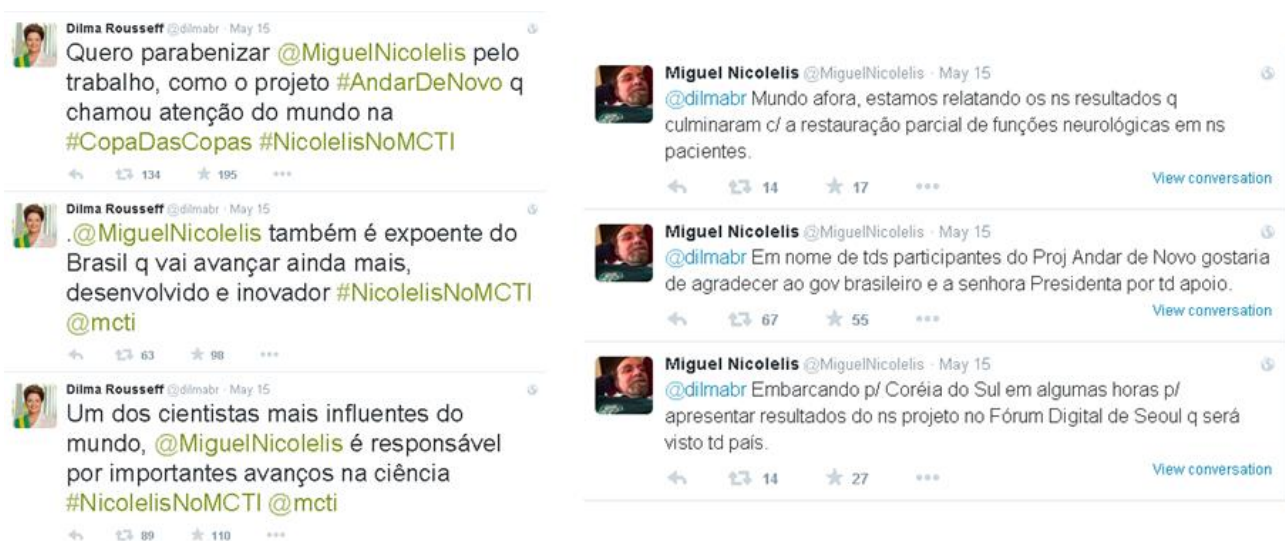 Dilma Rousseff @dilmabr · May 15
Quero parabenizar @MiguelNicolelis pelo
trabalho, como o projeto #AndarDeNovo q
chamou atenção do mundo na
#CopaDasCopas #NicolelisNoMCTI
134 195
Dilma Rousseff @dilmabr · May 15
.@MiguelNicolelis também é expoente do
Brasil q vai avançar ainda mais,
desenvolvido e inovador #NicolelisNoMCTI
@mcti
63 98
Dilma Rousseff @dilmabr · May 15
Um dos cientistas mais influentes do
mundo, @MiguelNicolelis é responsável
por importantes avanços na ciência
#NicolelisNoMCTI @mcti
89 110
Miguel Nicolelis @MiguelNicolelis · May 15
@dilmabr Mundo afora, estamos relatando os ns resultados q
culminaram c/ a restauração parcial de funções neurológicas em ns
pacientes.
14 17 View conversation
Miguel Nicolelis @MiguelNicolelis · May 15
@dilmabr Em nome de tds participantes do Proj Andar de Novo gostaria
de agradecer ao gov brasileiro e a senhora Presidenta por td apoio.
67 55 View conversation
Miguel Nicolelis @MiguelNicolelis · May 15
@dilmabr Embarcando p/ Coréia do Sul em algumas horas p/
apresentar resultados do ns projeto no Fórum Digital de Seoul q será
visto td país.
14 27 View conversation